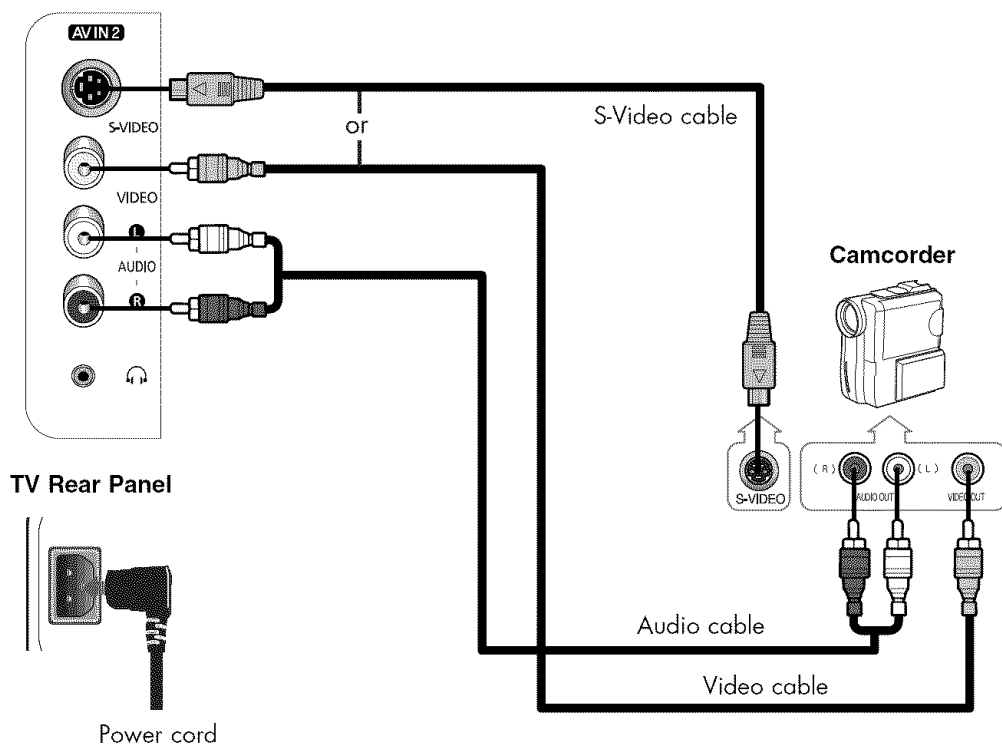 AV IN 2
S-VIDEO
or
S-Video cable
VIDEO
L
AUDIO
R
Camcorder
TV Rear Panel
S-VIDEO
( R )
AUDIO OUT
( L )
VIDEO OUT
Audio cable
Video cable
Power cord